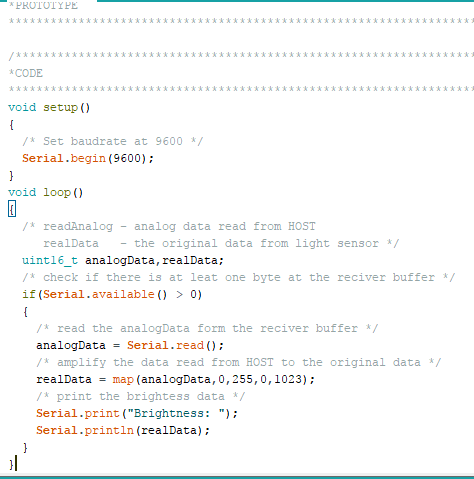 *PROTOTYPE
*******************************************************************
/******************************************************************
*CODE
*******************************************************************
void setup()
{
  /* Set baudrate at 9600 */
  Serial.begin(9600);
}
void loop()
{
  /* readAnalog - analog data read from HOST
     realData   - the original data from light sensor */
  uint16_t analogData,realData;
  /* check if there is at leat one byte at the reciver buffer */
  if(Serial.available() > 0)
  {
    /* read the analogData form the reciver buffer */
    analogData = Serial.read();
    /* amplify the data read from HOST to the original data */
    realData = map(analogData,0,255,0,1023);
    /* print the brightess data */
    Serial.print("Brightness: ");
    Serial.println(realData);
  }
}